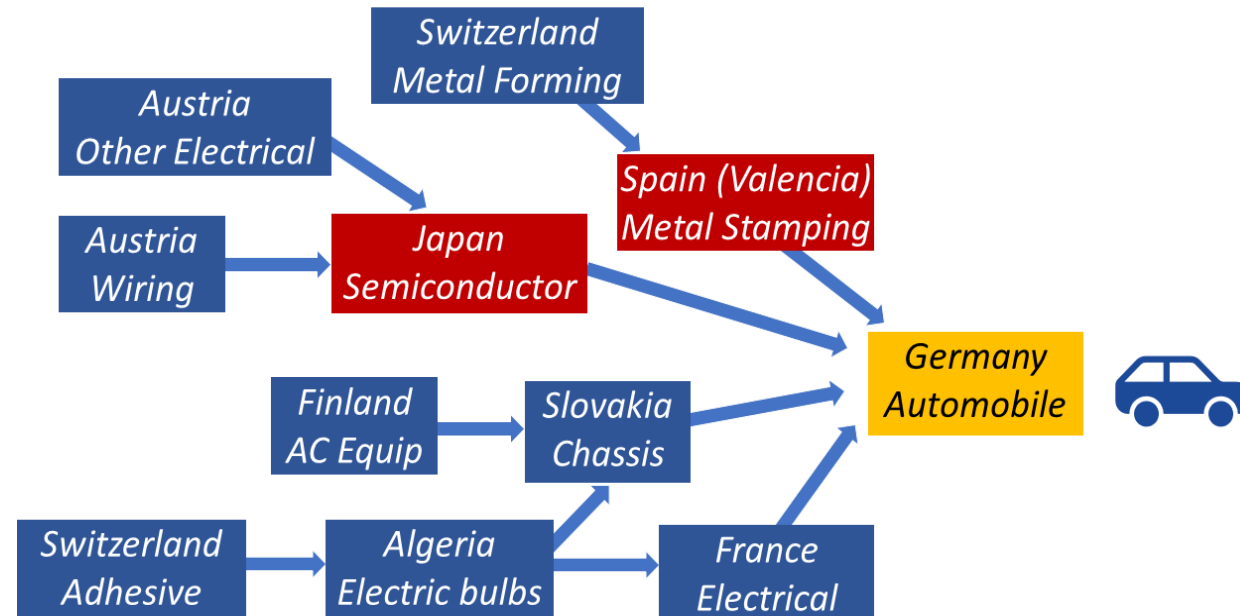 Switzerland
Metal Forming
Austria
Other Electrical
Spain (Valencia)
Metal Stamping
Austria
Wiring
Japan
Semiconductor
Germany
Automobile
Finland
AC Equip
Slovakia
Chassis
Switzerland
Adhesive
Algeria
Electric bulbs
France
Electrical